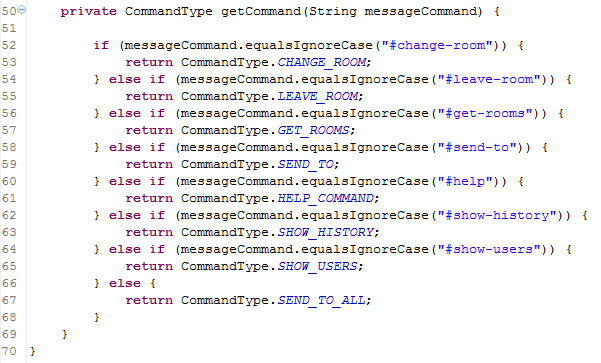 50 private CommandType getCommand(String messageCommand) {
51
52 if (messageCommand.equalsIgnoreCase("#change-room")) {
53 return CommandType.CHANGE_ROOM;
54 } else if (messageCommand.equalsIgnoreCase("#leave-room")) {
55 return CommandType.LEAVE_ROOM;
56 } else if (messageCommand.equalsIgnoreCase("#get-rooms")) {
57 return CommandType.GET_ROOMS;
58 } else if (messageCommand.equalsIgnoreCase("#send-to")) {
59 return CommandType.SEND_TO;
60 } else if (messageCommand.equalsIgnoreCase("#help")) {
61 return CommandType.HELP_COMMAND;
62 } else if (messageCommand.equalsIgnoreCase("#show-history")) {
63 return CommandType.SHOW_HISTORY;
64 } else if (messageCommand.equalsIgnoreCase("#show-users")) {
65 return CommandType.SHOW_USERS;
66 } else {
67 return CommandType.SEND_TO_ALL;
68 }
69 }
70 }